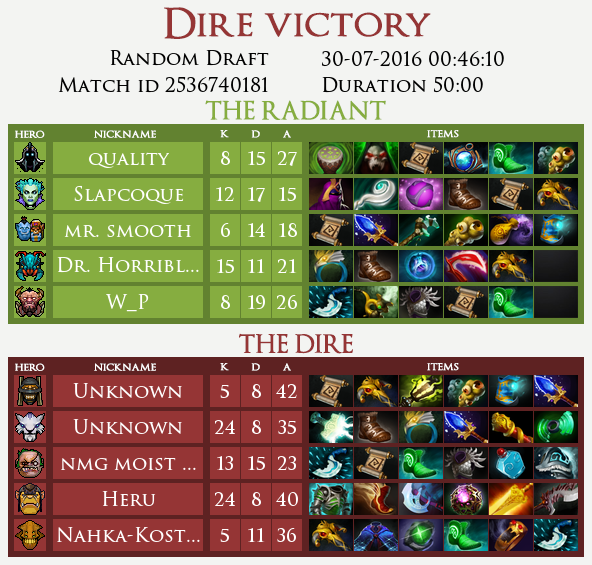 Dire victory
Random Draft 30-07-2016 00:46:10
Match id 2536740181 Duration 50:00
THE RADIANT
HERO NICKNAME K D A ITEMS
QUALITY 8 15 27
Slapcoque 12 17 15
mr. smooth 6 14 18
Dr. Horribl... 15 11 21
W_P 8 19 26
THE DIRE
HERO NICKNAME K D A ITEMS
Unknown 5 8 42
Unknown 24 8 35
nmg moist ... 13 15 23
Heru 24 8 40
Nahka-Kost... 5 11 36